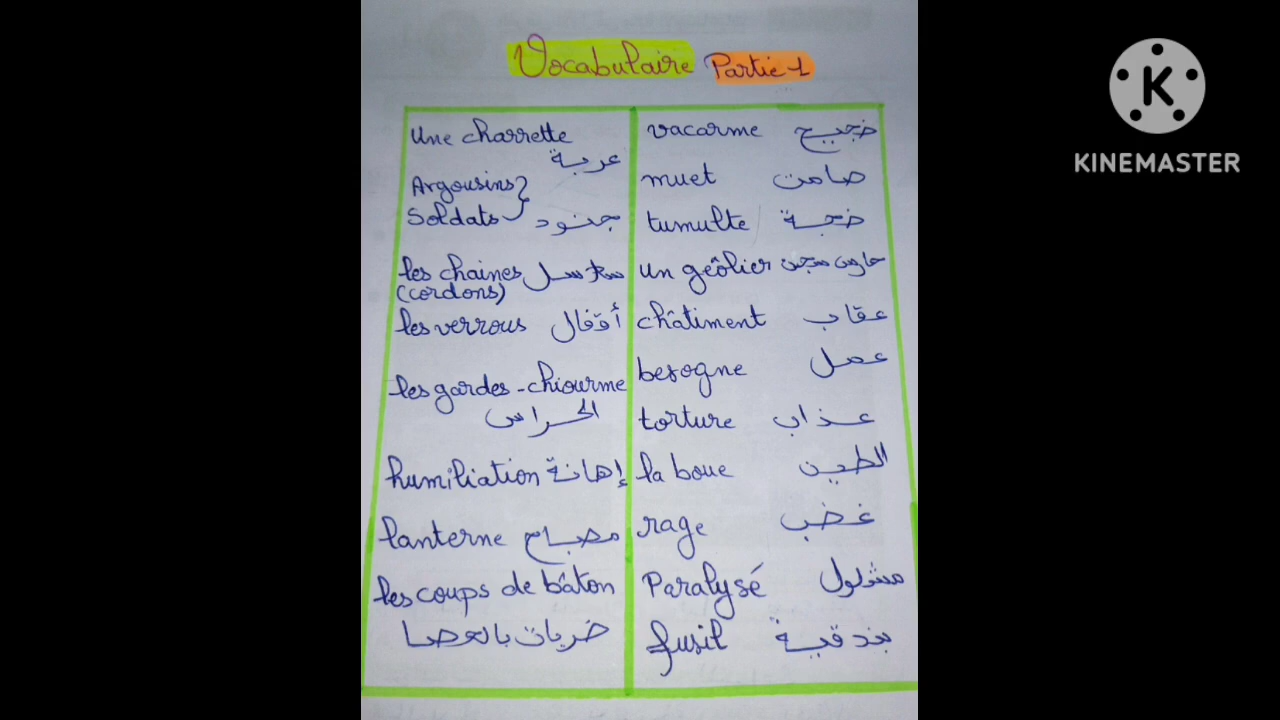 Vocabulaire Partie 1
une charrette
عربة
Argousins
Soldats جنود
les chaines سلاسل
(cordons)
les verrous أقفال
les gardes-chiourme
الحراس
humiliation إهانة
lanterne مصباح
les coups de bâton
ضربات بالعصا
vacarme ضجيج
muet صامت
tumulte ضجة
un geôlier حارس سجن
châtiment عقاب
besogne عمل
torture عذاب
la boue الطين
rage غضب
Paralysé مشلول
fusil بندقية
K
KINEMASTER